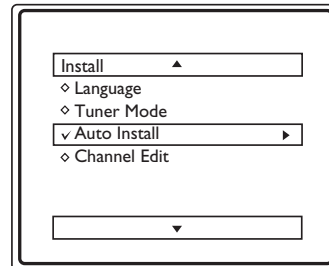 Install
Language
Tuner Mode
Auto Install
Channel Edit